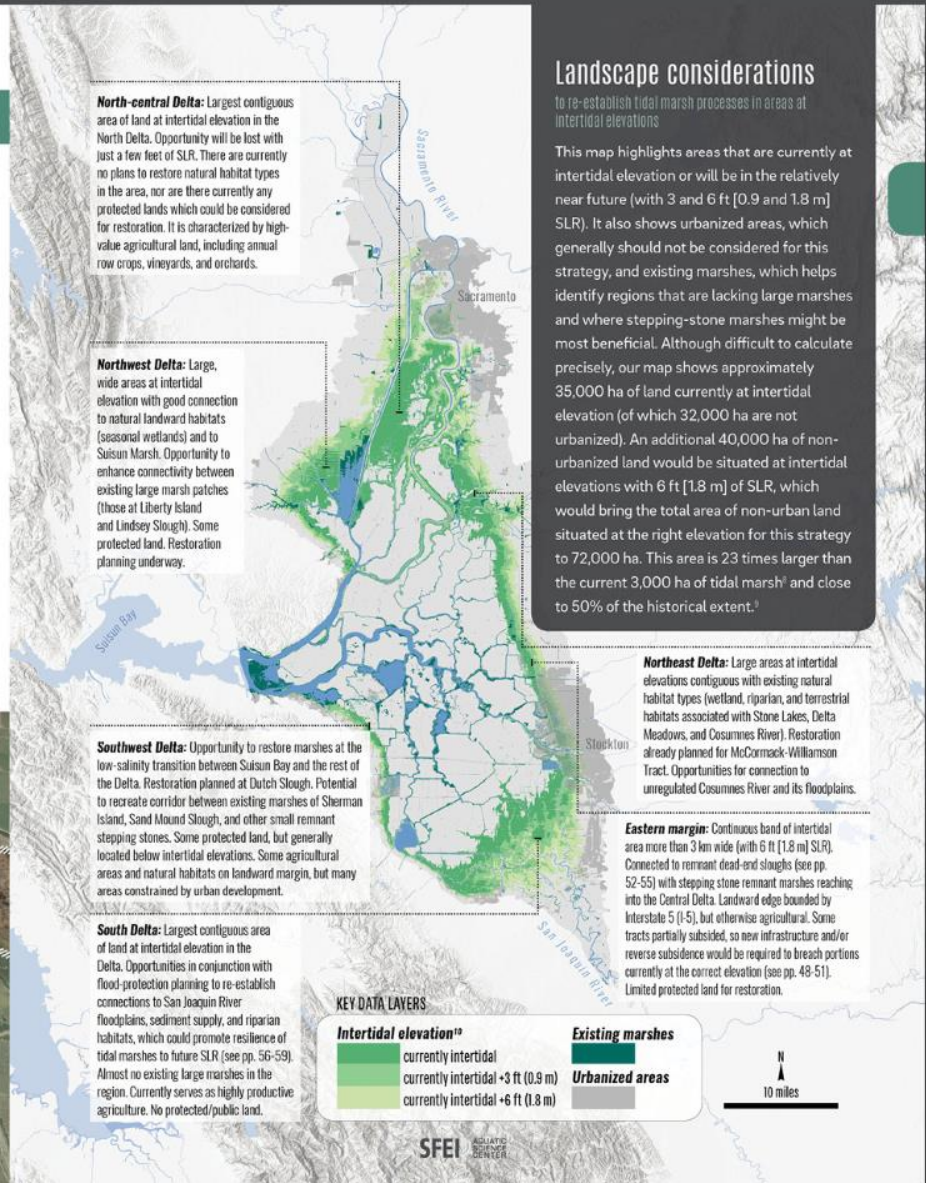 North-central Delta: Largest contiguous
area of land at intertidal elevation in the
North Delta. Opportunity will be lost with
just a few feet of SLR. There are currently
no plans to restore natural habitat types
in the area, nor are there currently any
protected lands which could be considered
for restoration. It is characterized by high-
value agricultural land, including annual
row crops, vineyards, and orchards.
Northwest Delta: Large,
wide areas at intertidal
elevation with good connection
to natural landward habitats
(seasonal wetlands) and to
Suisun Marsh. Opportunity to
enhance connectivity between
existing large marsh patches
(those at Liberty Island
and Lindsey Slough). Some
protected land. Restoration
planning underway.
Sacramento River
Sacramento
Suisun Bay
Stockton
San Joaquin River
Landscape considerations
to re-establish tidal marsh processes in areas at
intertidal elevations
This map highlights areas that are currently at
intertidal elevation or will be in the relatively
near future (with 3 and 6 ft [0.9 and 1.8 m]
SLR). It also shows urbanized areas, which
generally should not be considered for this
strategy, and existing marshes, which helps
identify regions that are lacking large marshes
and where stepping-stone marshes might be
most beneficial. Although difficult to calculate
precisely, our map shows approximately
35,000 ha of land currently at intertidal
elevation (of which 32,000 ha are not
urbanized). An additional 40,000 ha of non-
urbanized land would be situated at intertidal
elevations with 6 ft [1.8 m] of SLR, which
would bring the total area of non-urban land
situated at the right elevation for this strategy
to 72,000 ha. This area is 23 times larger than
the current 3,000 ha of tidal marsh⁸ and close
to 50% of the historical extent.⁹
Northeast Delta: Large areas at intertidal
elevations contiguous with existing natural
habitat types (wetland, riparian, and terrestrial
habitats associated with Stone Lakes, Delta
Meadows, and Cosumnes River). Restoration
already planned for McCormack-Williamson
Tract. Opportunities for connection to
unregulated Cosumnes River and its floodplains.
Southwest Delta: Opportunity to restore marshes at the
low-salinity transition between Suisun Bay and the rest of
the Delta. Restoration planned at Dutch Slough. Potential
to recreate corridor between existing marshes of Sherman
Island, Sand Mound Slough, and other small remnant
stepping stones. Some protected land, but generally
located below intertidal elevations. Some agricultural
areas and natural habitats on landward margin, but many
areas constrained by urban development.
Eastern margin: Continuous band of intertidal
area more than 3 km wide (with 6 ft [1.8 m] SLR).
Connected to remnant dead-end sloughs (see pp.
52-55) with stepping stone remnant marshes reaching
into the Central Delta. Landward edge bounded by
Interstate 5 (I-5), but otherwise agricultural. Some
tracts partially subsided, so new infrastructure and/or
reverse subsidence would be required to breach portions
currently at the correct elevation (see pp. 48-51).
Limited protected land for restoration.
South Delta: Largest contiguous area
of land at intertidal elevation in the
Delta. Opportunities in conjunction with
flood-protection planning to re-establish
connections to San Joaquin River
floodplains, sediment supply, and riparian
habitats, which could promote resilience of
tidal marshes to future SLR (see pp. 56-59).
Almost no existing large marshes in the
region. Currently serves as highly productive
agriculture. No protected/public land.
KEY DATA LAYERS
Intertidal elevation¹⁰
currently intertidal
currently intertidal +3 ft (0.9 m)
currently intertidal +6 ft (1.8 m)
Existing marshes
Urbanized areas
N
10 miles
SFEI
AQUATIC
SCIENCE
CENTER